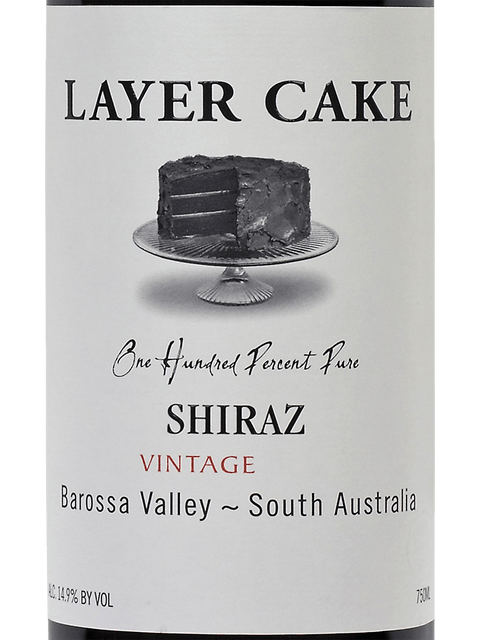 LAYER CAKE
One Hundred Percent Pure
SHIRAZ
VINTAGE
Barossa Valley ~ South Australia
ALC. 14.9% BY VOL
750ML